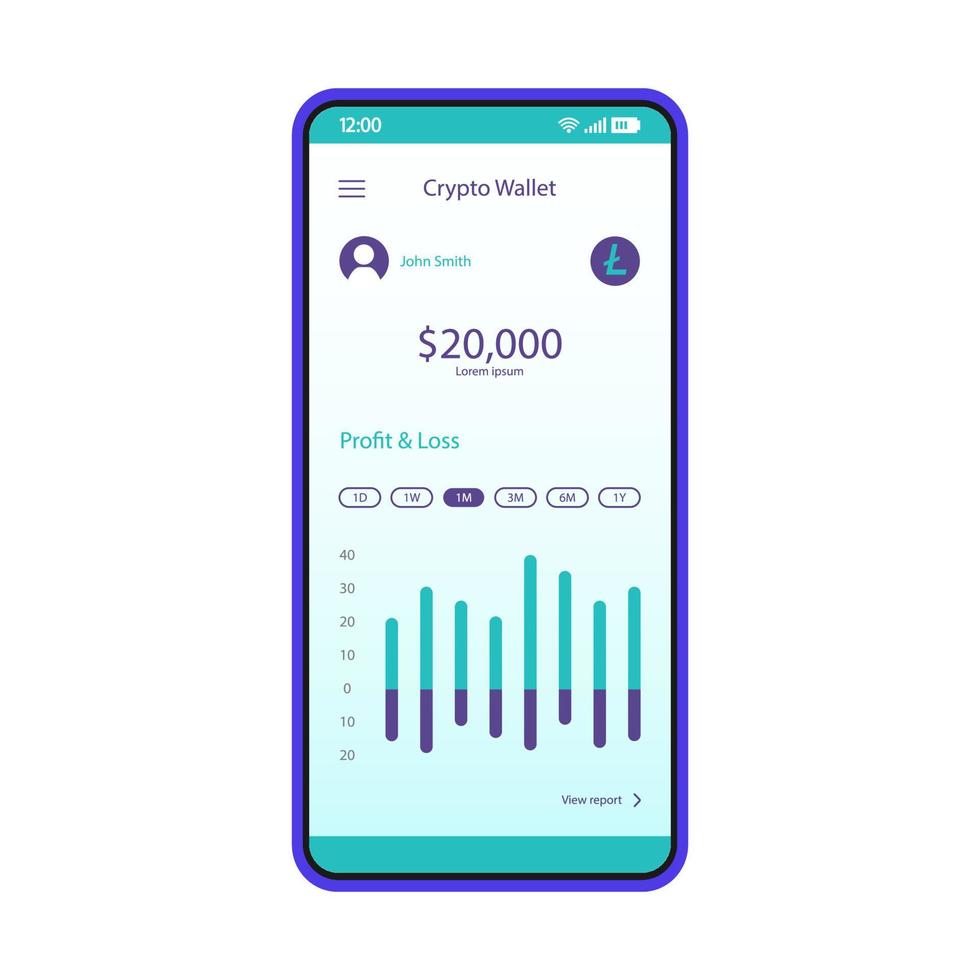 12:00
Crypto Wallet
John Smith
Ł
$20,000
Lorem ipsum
Profit & Loss
1D 1W 1M 3M 6M 1Y
40
30
20
10
0
10
20
View report